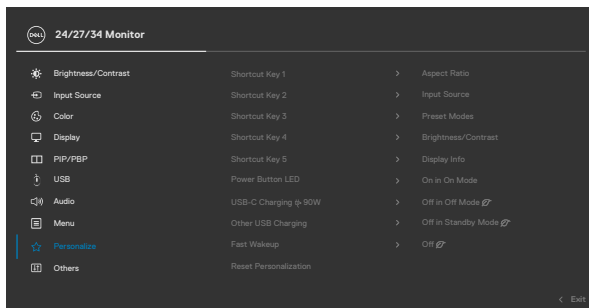 DELL 24/27/34 Monitor
Brightness/Contrast Shortcut Key 1 > Aspect Ratio
Input Source Shortcut Key 2 > Input Source
Color Shortcut Key 3 > Preset Modes
Display Shortcut Key 4 > Brightness/Contrast
PIP/PBP Shortcut Key 5 > Display Info
USB Power Button LED > On in On Mode
Audio USB-C Charging 90W > Off in Off Mode
Menu Other USB Charging > Off in Standby Mode
Personalize Fast Wakeup > Off
Others Reset Personalization
< Exit